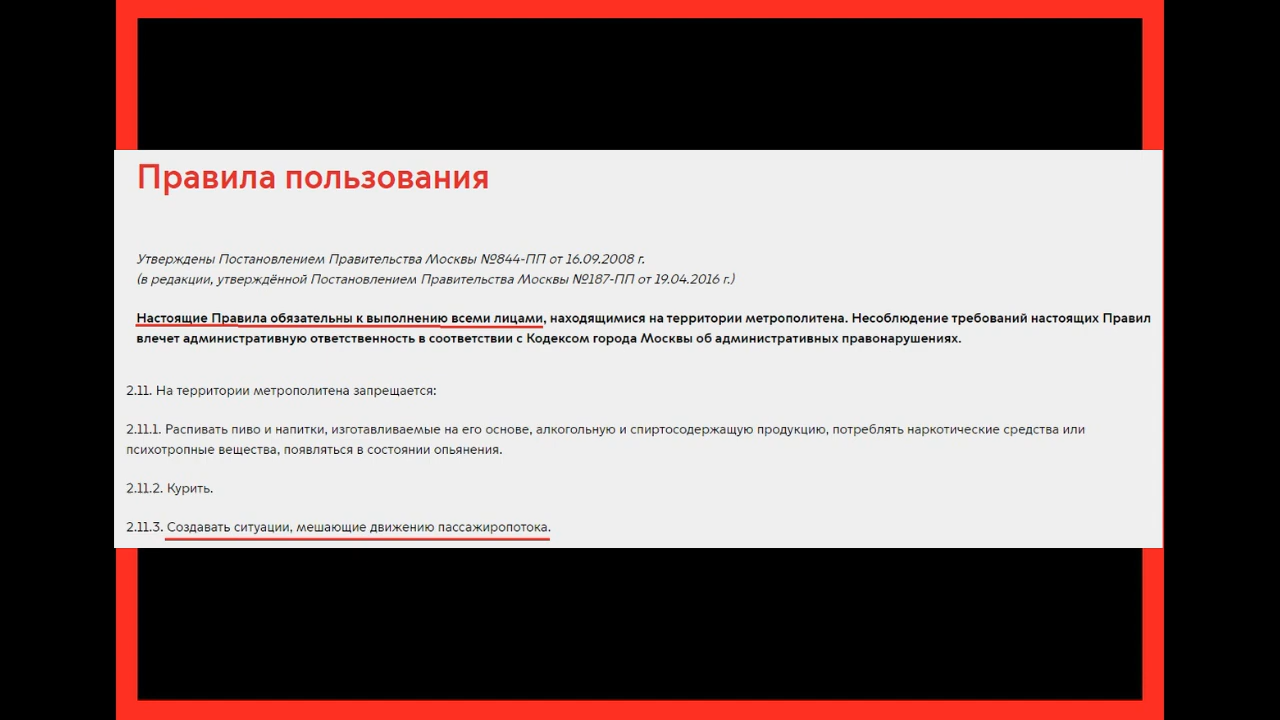 Правила пользования
Утверждены Постановлением Правительства Москвы №844-ПП от 16.09.2008 г.
(в редакции, утверждённой Постановлением Правительства Москвы №187-ПП от 19.04.2016 г.)
Настоящие Правила обязательны к выполнению всеми лицами, находящимися на территории метрополитена. Несоблюдение требований настоящих Правил
влечет административную ответственность в соответствии с Кодексом города Москвы об административных правонарушениях.
2.11. На территории метрополитена запрещается:
2.11.1. Распивать пиво и напитки, изготавливаемые на его основе, алкогольную и спиртосодержащую продукцию, потреблять наркотические средства или
психотропные вещества, появляться в состоянии опьянения.
2.11.2. Курить.
2.11.3. Создавать ситуации, мешающие движению пассажиропотока.